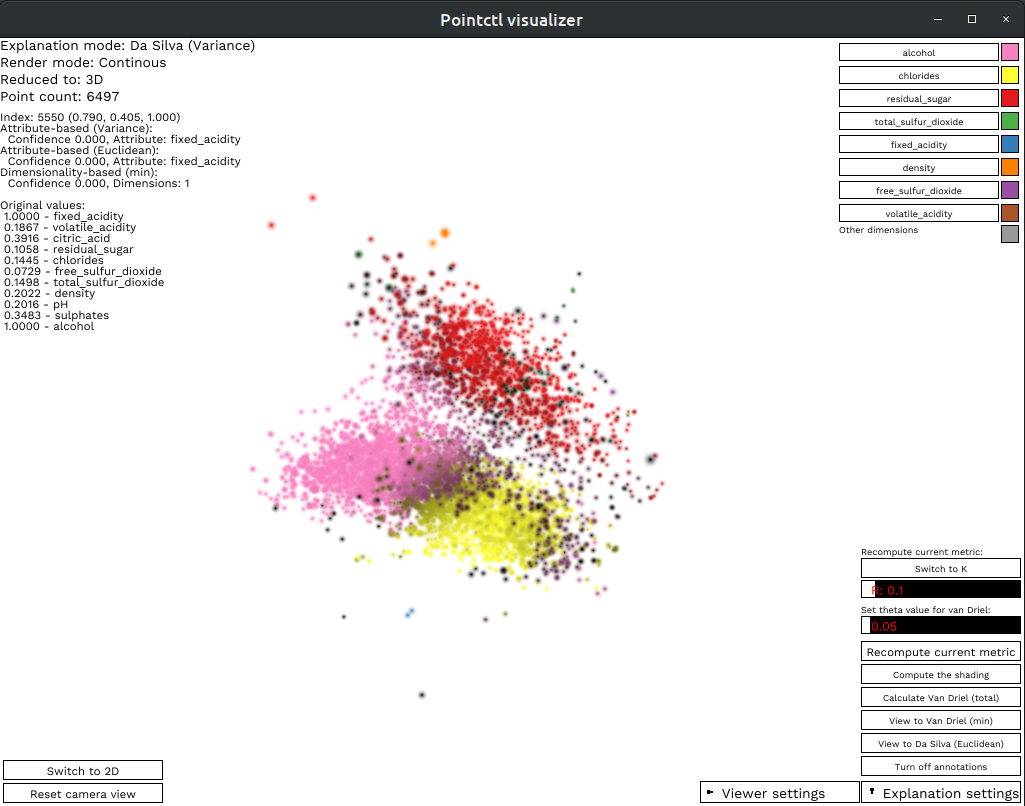 Pointctl visualizer
Explanation mode: Da Silva (Variance)
Render mode: Continous
Reduced to: 3D
Point count: 6497
Index: 5550 (0.790, 0.405, 1.000)
Attribute-based (Variance):
Confidence 0.000, Attribute: fixed_acidity
Attribute-based (Euclidean):
Confidence 0.000, Attribute: fixed_acidity
Dimensionality-based (min):
Confidence 0.000, Dimensions: 1
Original values:
1.0000 - fixed_acidity
0.1867 - volatile_acidity
0.3916 - citric_acid
0.1058 - residual_sugar
0.1445 - chlorides
0.0729 - free_sulfur_dioxide
0.1498 - total_sulfur_dioxide
0.2022 - density
0.2016 - pH
0.3483 - sulphates
1.0000 - alcohol
alcohol
chlorides
residual_sugar
total_sulfur_dioxide
fixed_acidity
density
free_sulfur_dioxide
volatile_acidity
Other dimensions
Recompute current metric:
Switch to K
R: 0.1
Set theta value for van Driel:
0.05
Recompute current metric
Compute the shading
Calculate Van Driel (total)
View to Van Driel (min)
View to Da Silva (Euclidean)
Turn off annotations
Switch to 2D
Reset camera view
Viewer settings
Explanation settings